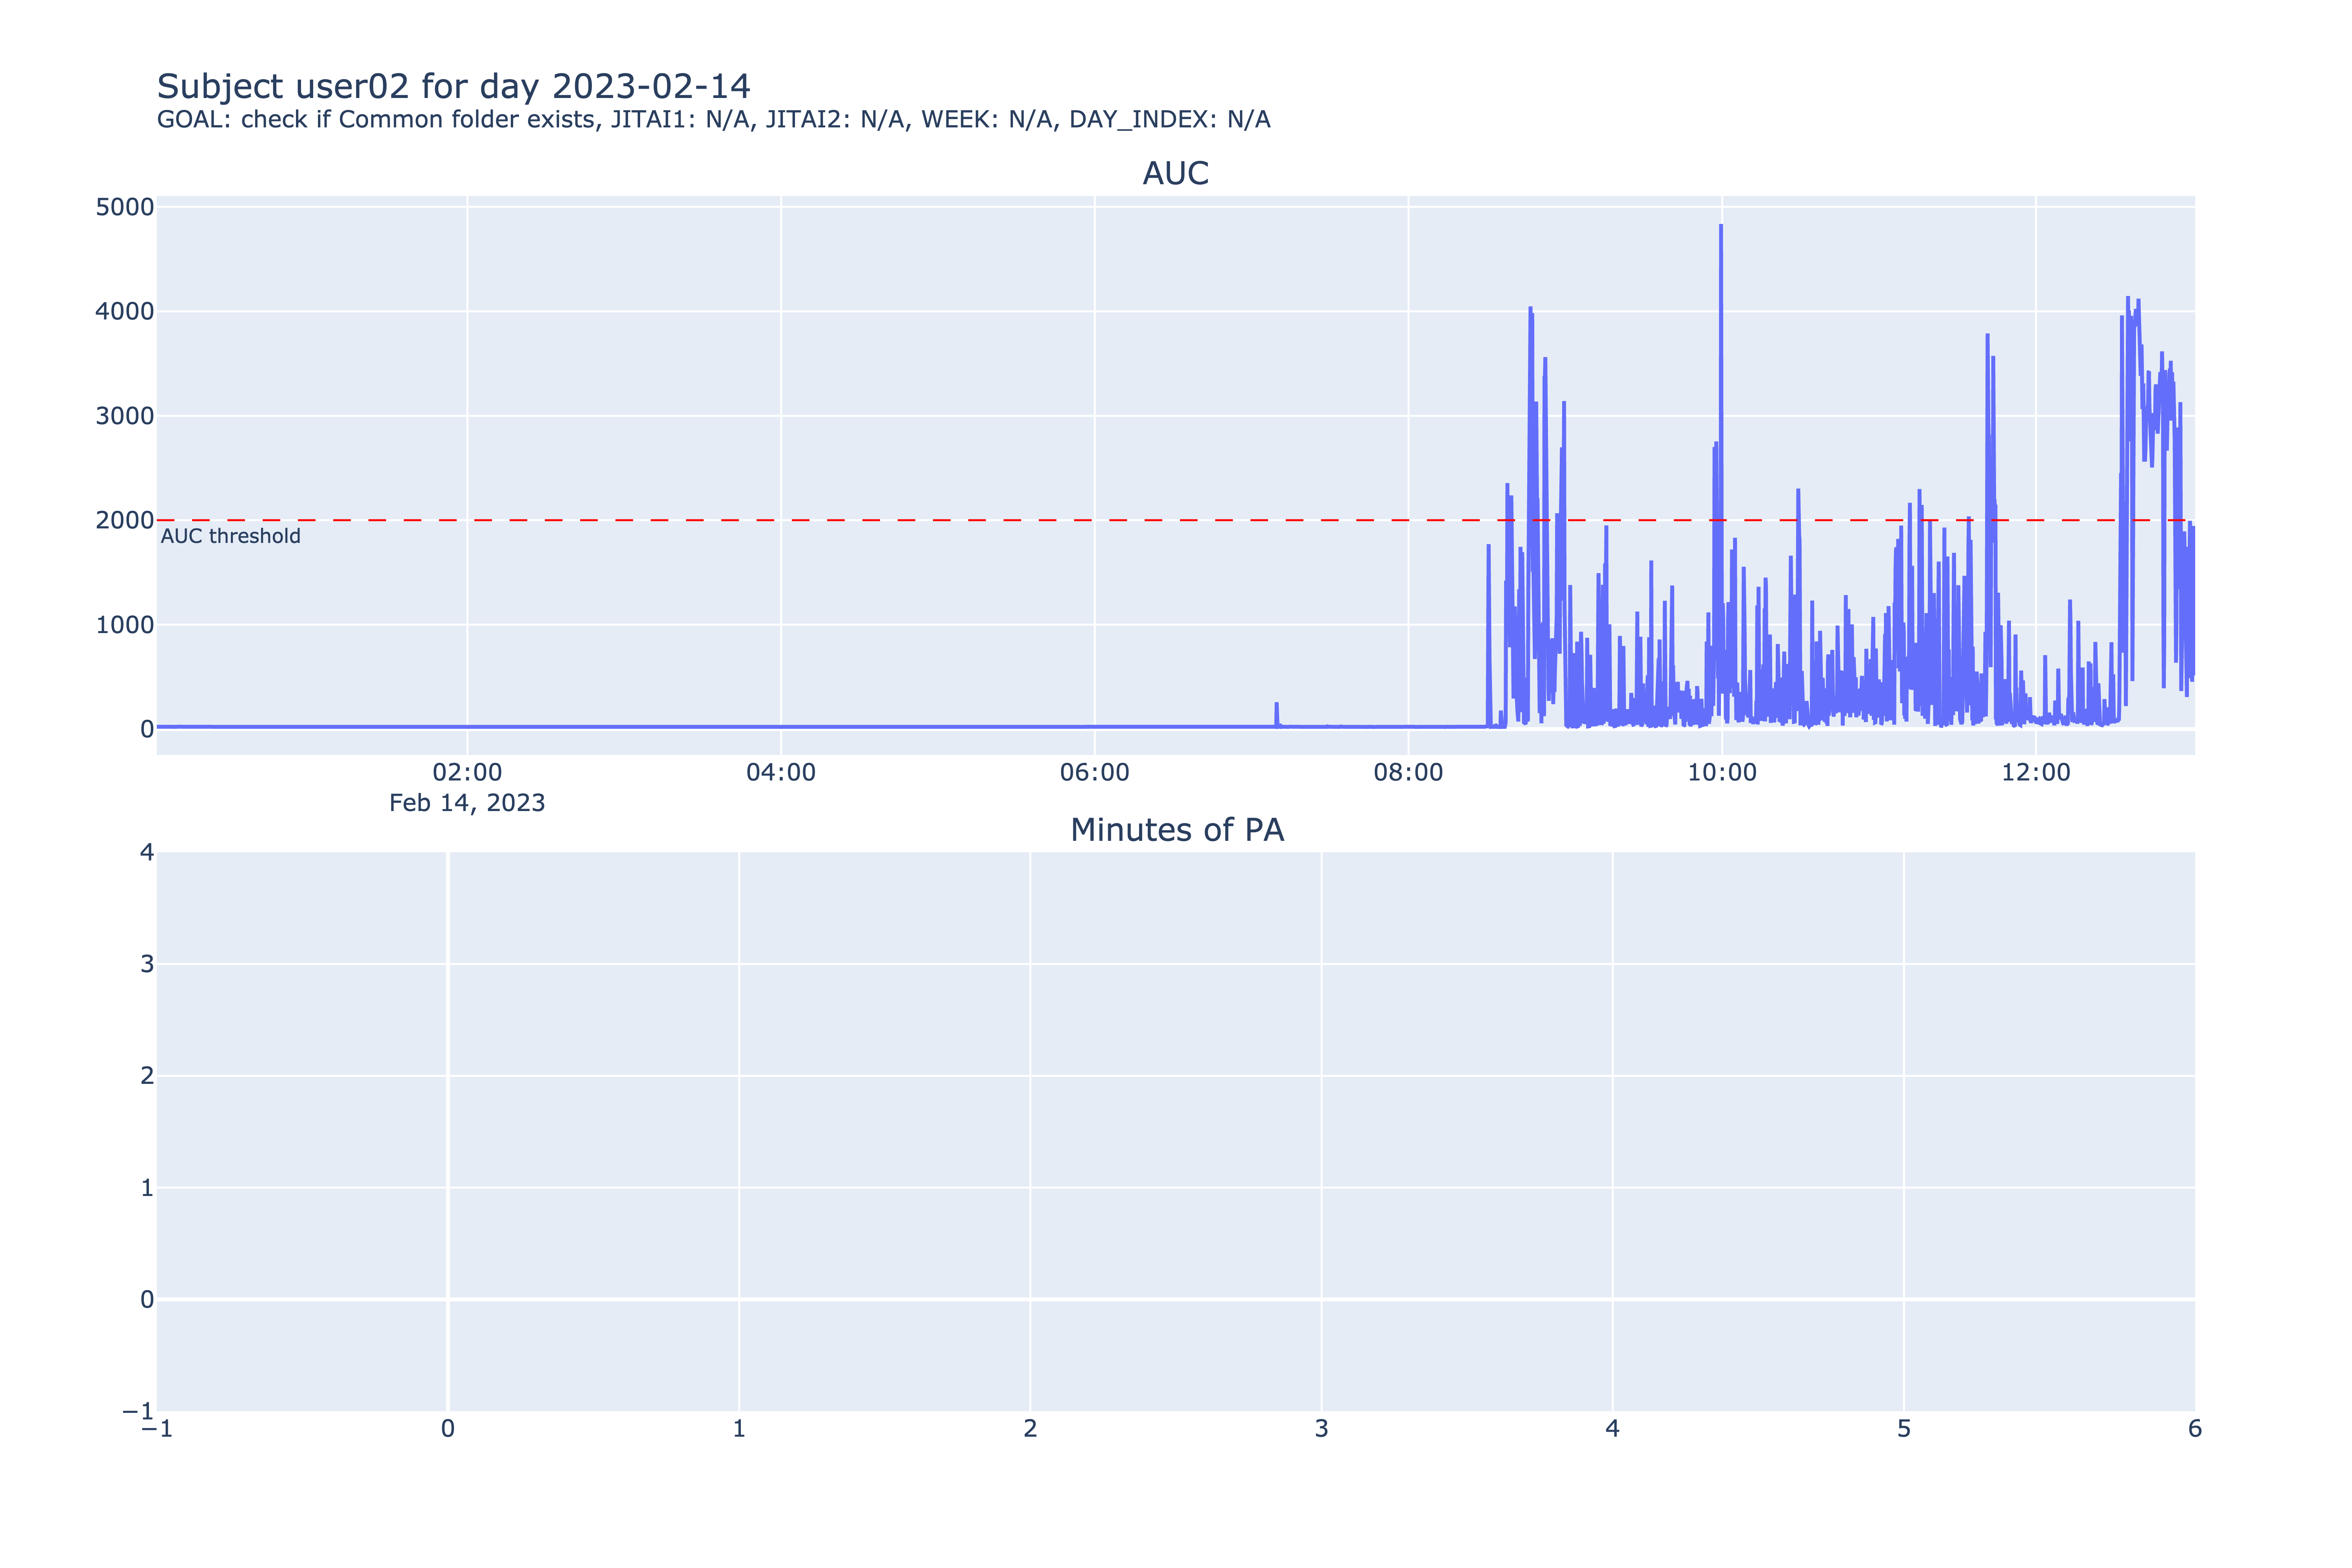 Subject user02 for day 2023-02-14
GOAL: check if Common folder exists, JITAI1: N/A, JITAI2: N/A, WEEK: N/A, DAY_INDEX: N/A
AUC
5000
4000
3000
2000
AUC threshold
1000
0
02:00 04:00 06:00 08:00 10:00 12:00
Feb 14, 2023
Minutes of PA
4
3
2
1
0
−1
−1 0 1 2 3 4 5 6